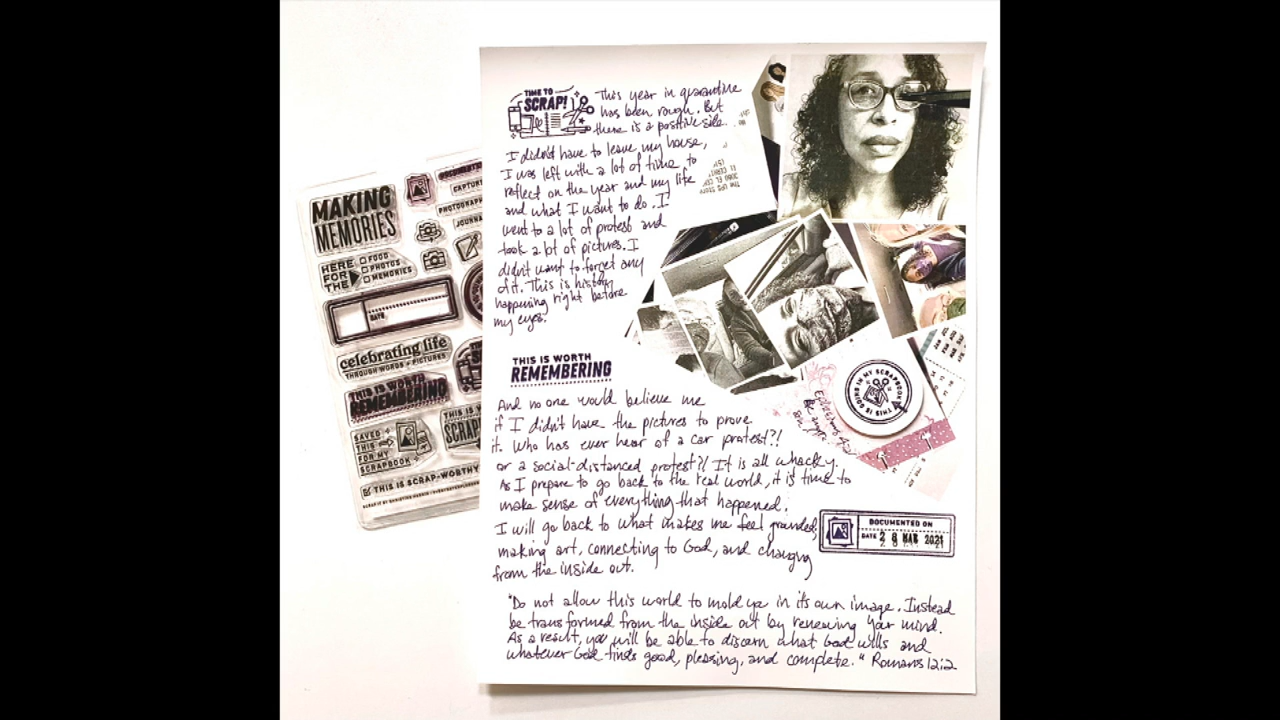 MAKING
MEMORIES
HERE
FOR
THE
FOOD
PHOTOS
MEMORIES
DATE
celebrating life
THROUGH WORDS + PICTURES
THIS IS WORTH
REMEMBERING
SAVED
THIS
FOR MY
SCRAPBOOK
THIS IS SCRAP-WORTHY
TIME TO
SCRAP!
This year in quarantine
has been rough. But
there is a positive side.
I didn't have to leave my house,
I was left with a lot of time to
reflect on the year and my life
and what I want to do. I
went to a lot of protests and
took a lot of pictures. I
didn't want to forget any
of it. This is history
happening right before
my eyes.
THIS IS WORTH
REMEMBERING
And no one would believe me
if I didn't have the pictures to prove
it. Who has ever hear of a car protest?!
or a social-distanced protest?! It is all whacky.
As I prepare to go back to the real world, it is time to
make sense of everything that happened.
I will go back to what makes me feel grounded:
making art, connecting to God, and changing
from the inside out.
The UPS Store
THIS IS GOING IN MY SCRAPBOOK
DOCUMENTED ON
DATE 28 MAR 2021
"Do not allow this world to mold you in its own image. Instead
be transformed from the inside out by renewing your mind.
As a result, you will be able to discern what God wills and
whatever God finds good, pleasing, and complete." Romans 12:2